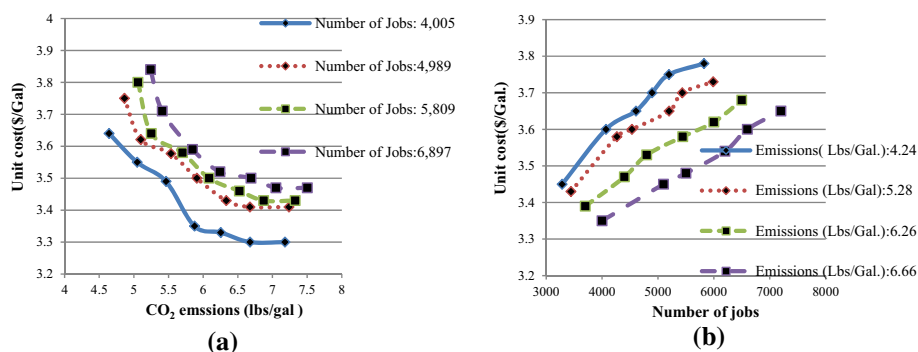 4
3.9
3.8
3.7
3.6
3.5
3.4
3.3
3.2
Unit cost($/Gal)
4 4.5 5 5.5 6 6.5 7 7.5 8
CO₂ emssions (lbs/gal )
Number of Jobs: 4,005
Number of Jobs:4,989
Number of Jobs: 5,809
Number of Jobs:6,897
(a)
3.9
3.8
3.7
3.6
3.5
3.4
3.3
3.2
Unit cost($/Gal.)
3000 4000 5000 6000 7000 8000
Number of jobs
Emissions( Lbs/Gal.):4.24
Emissions (Lbs/Gal):5.28
Emissions (Lbs/Gal.):6.26
Emissions (Lbs/Gal.):6.66
(b)